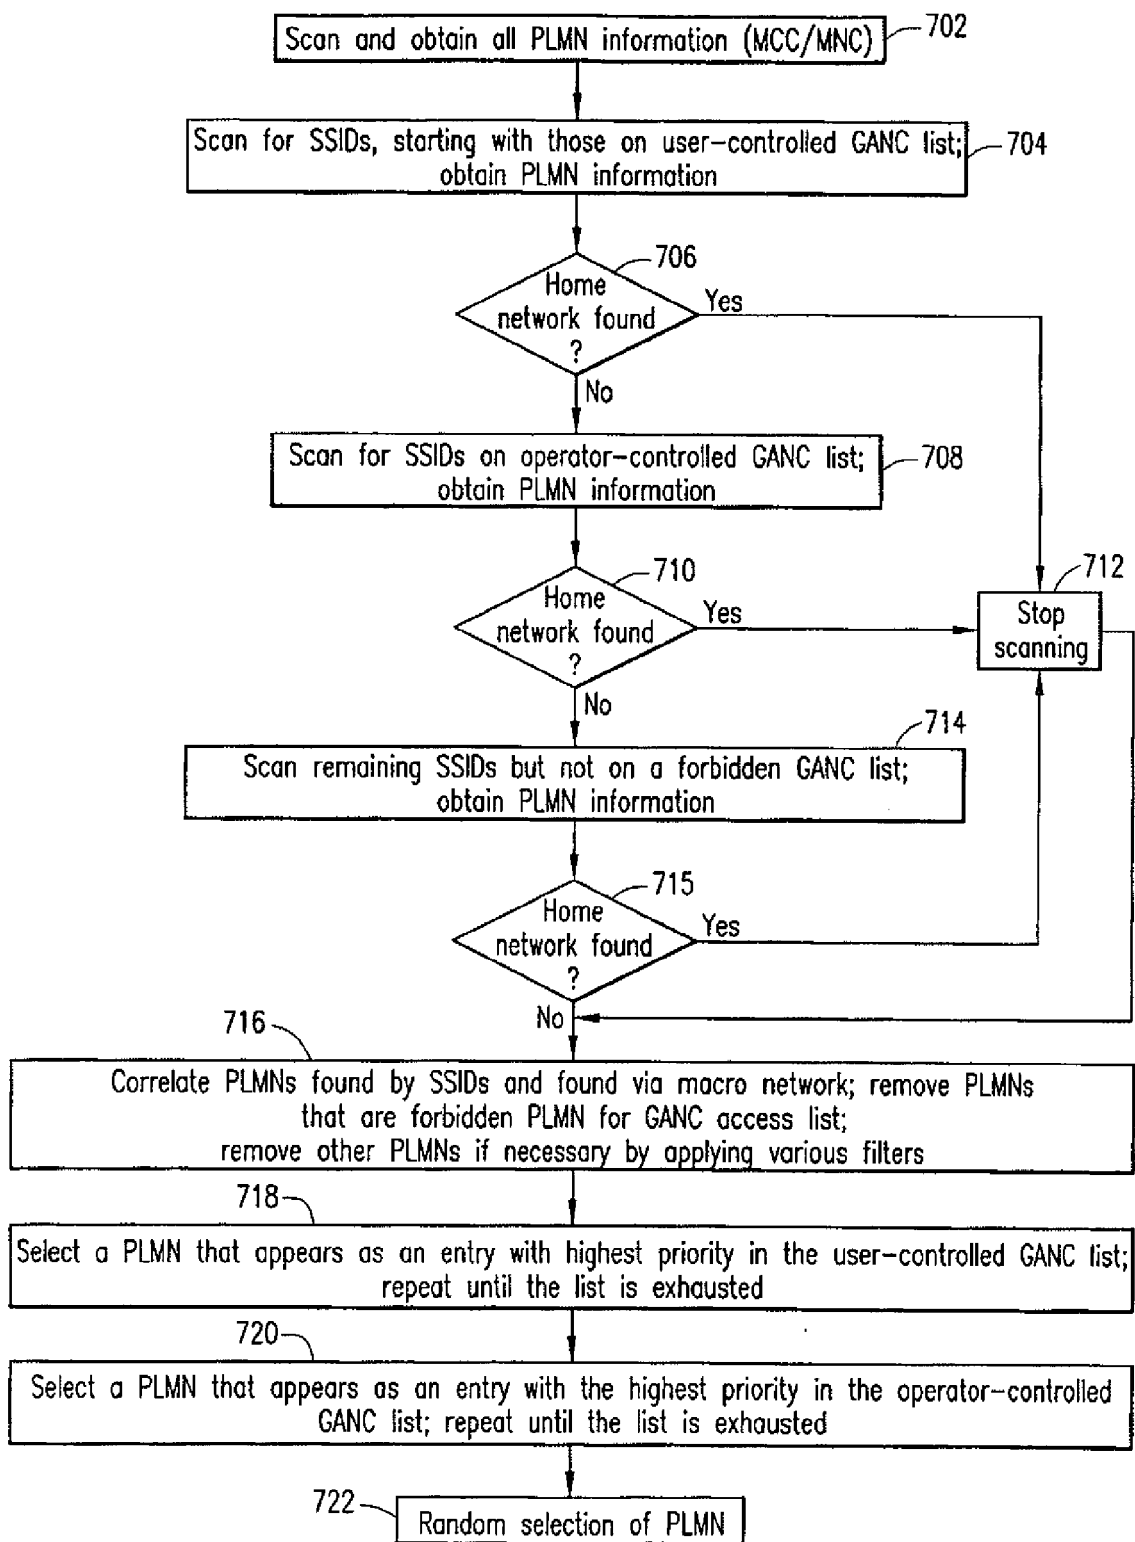 Scan and obtain all PLMN information (MCC/MNC)
702
Scan for SSIDs, starting with those on user-controlled GANC list;
obtain PLMN information
704
706
Home
network found
?
Yes
No
Scan for SSIDs on operator-controlled GANC list;
obtain PLMN information
708
710
Home
network found
?
Yes
No
712
Stop
scanning
714
Scan remaining SSIDs but not on a forbidden GANC list;
obtain PLMN information
715
Home
network found
?
Yes
No
716
Correlate PLMNs found by SSIDs and found via macro network; remove PLMNs
that are forbidden PLMN for GANC access list;
remove other PLMNs if necessary by applying various filters
718
Select a PLMN that appears as an entry with highest priority in the user-controlled GANC list;
repeat until the list is exhausted
720
Select a PLMN that appears as an entry with the highest priority in the operator-controlled
GANC list; repeat until the list is exhausted
722
Random selection of PLMN